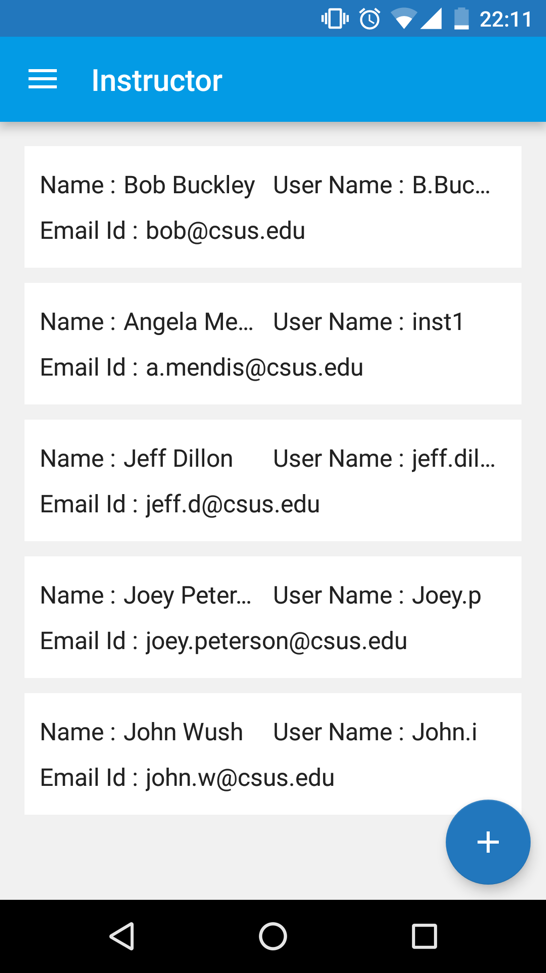 22:11
Instructor
Name : Bob Buckley User Name : B.Buc...
Email Id : bob@csus.edu
Name : Angela Me... User Name : inst1
Email Id : a.mendis@csus.edu
Name : Jeff Dillon User Name : jeff.dil...
Email Id : jeff.d@csus.edu
Name : Joey Peter... User Name : Joey.p
Email Id : joey.peterson@csus.edu
Name : John Wush User Name : John.i
Email Id : john.w@csus.edu